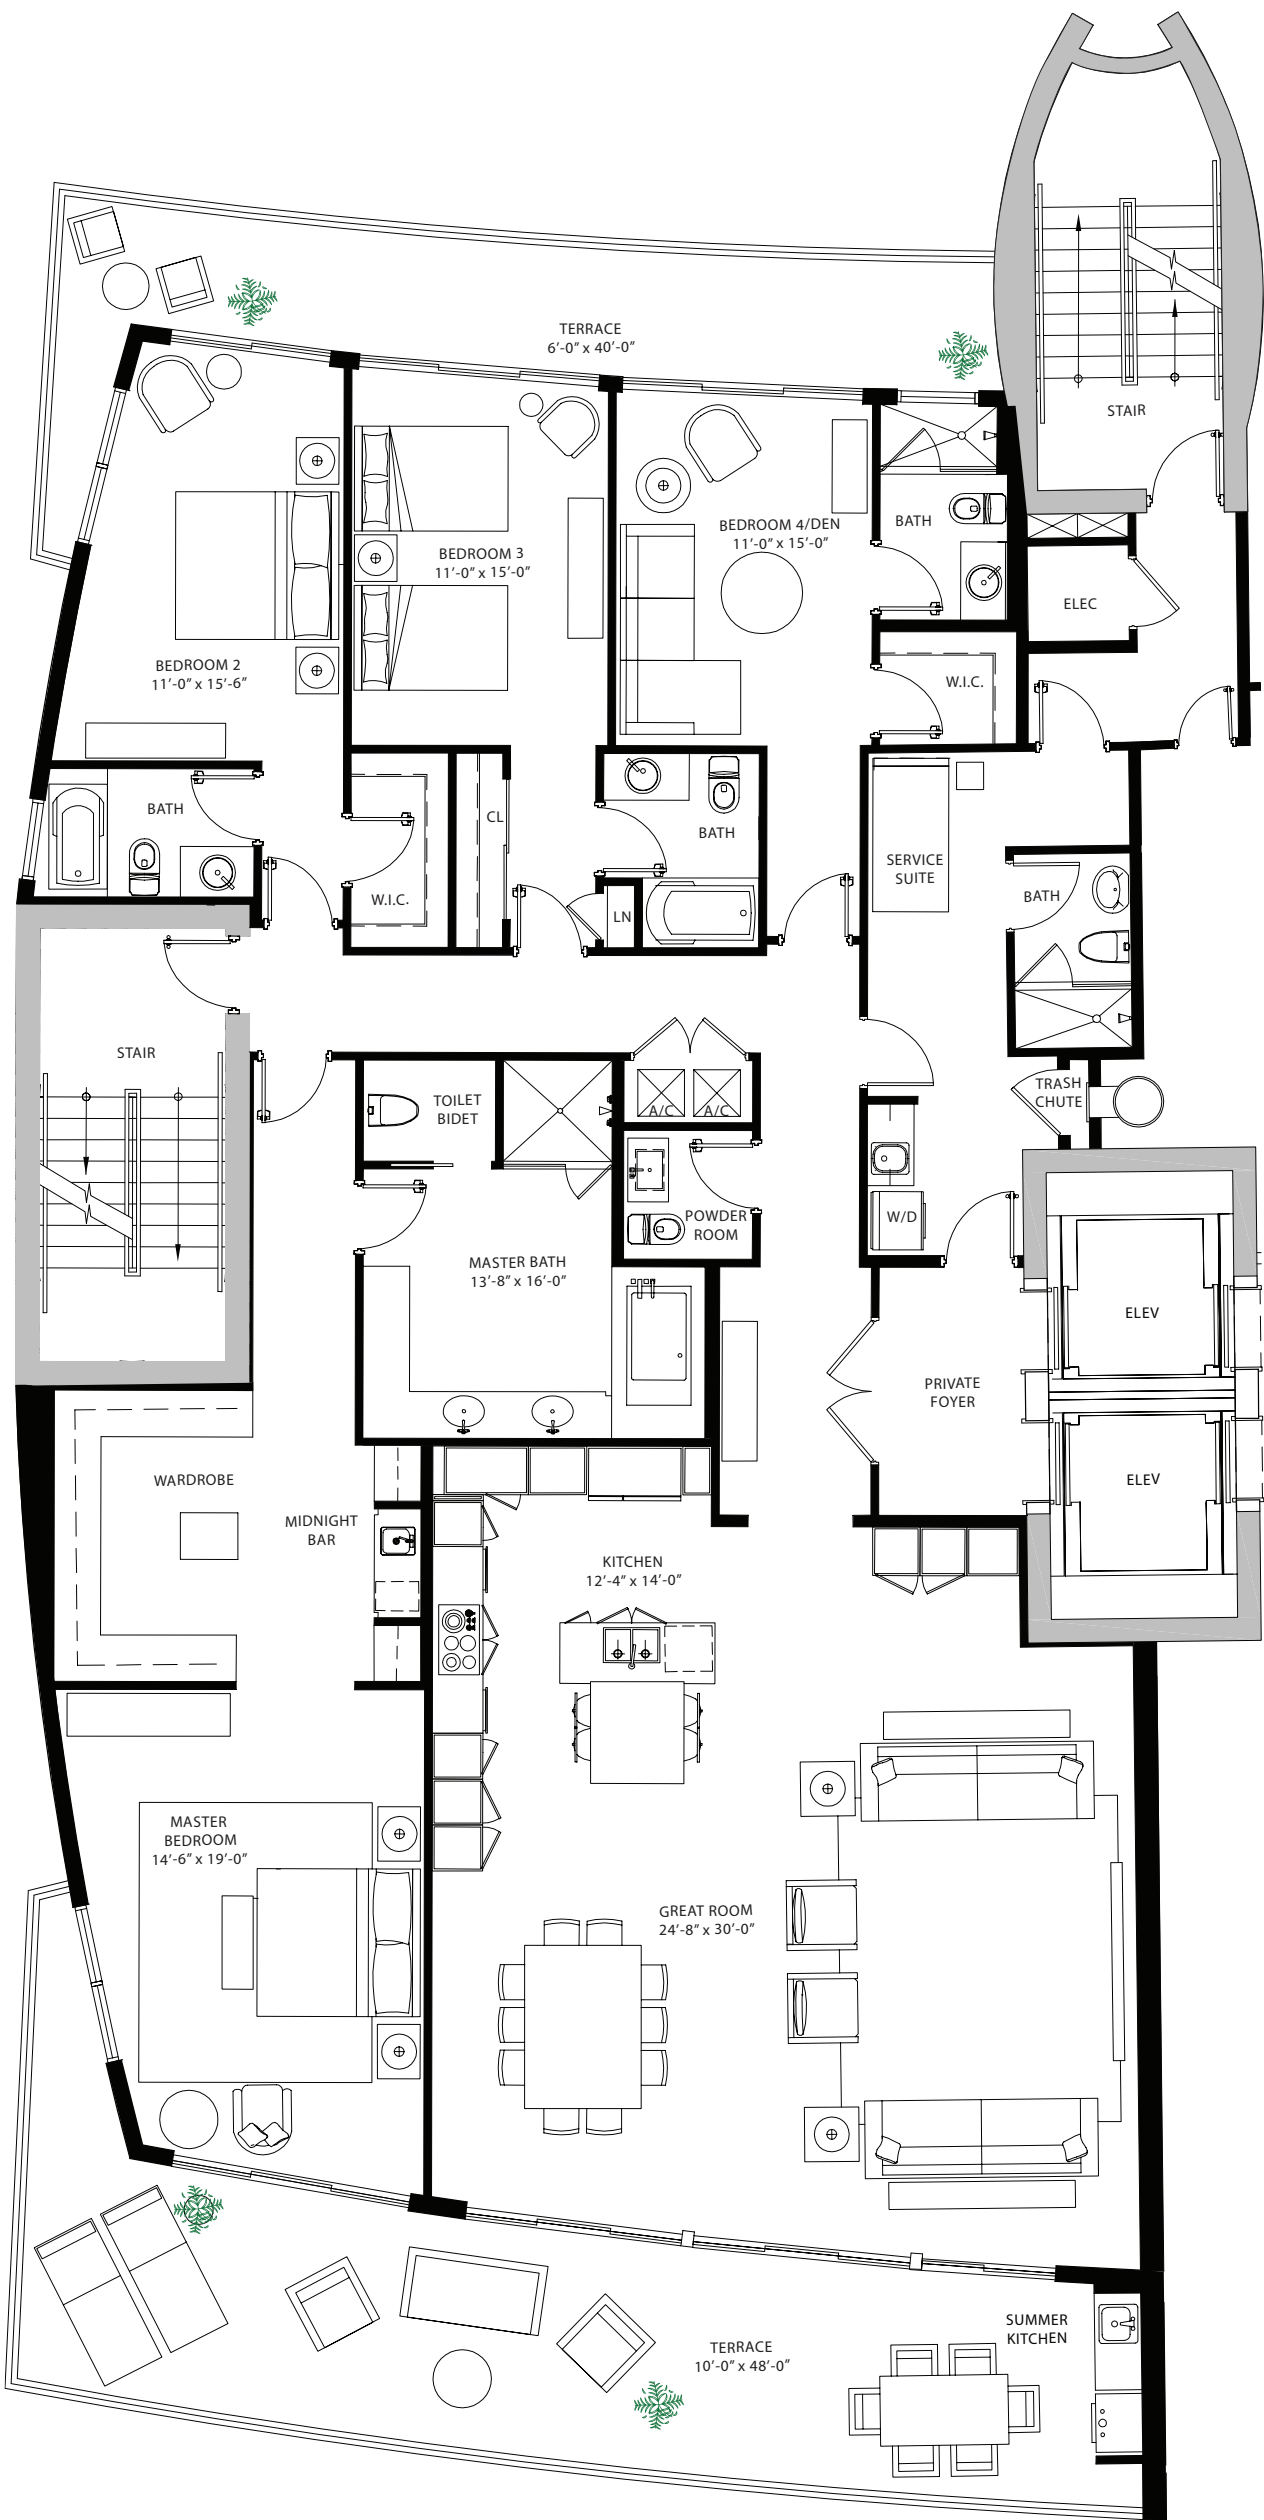 TERRACE
6'-0" x 40'-0"
STAIR
BEDROOM 4/DEN
11'-0" x 15'-0"
BATH
BEDROOM 3
11'-0" x 15'-0"
ELEC
BEDROOM 2
11'-0" x 15'-6"
W.I.C.
BATH
CL
BATH
SERVICE
SUITE
W.I.C.
LN
BATH
STAIR
TOILET
BIDET
A/C
A/C
TRASH
CHUTE
POWDER
ROOM
W/D
MASTER BATH
13'-8" x 16'-0"
ELEV
PRIVATE
FOYER
WARDROBE
ELEV
MIDNIGHT
BAR
KITCHEN
12'-4" x 14'-0"
MASTER
BEDROOM
14'-6" x 19'-0"
GREAT ROOM
24'-8" x 30'-0"
SUMMER
KITCHEN
TERRACE
10'-0" x 48'-0"